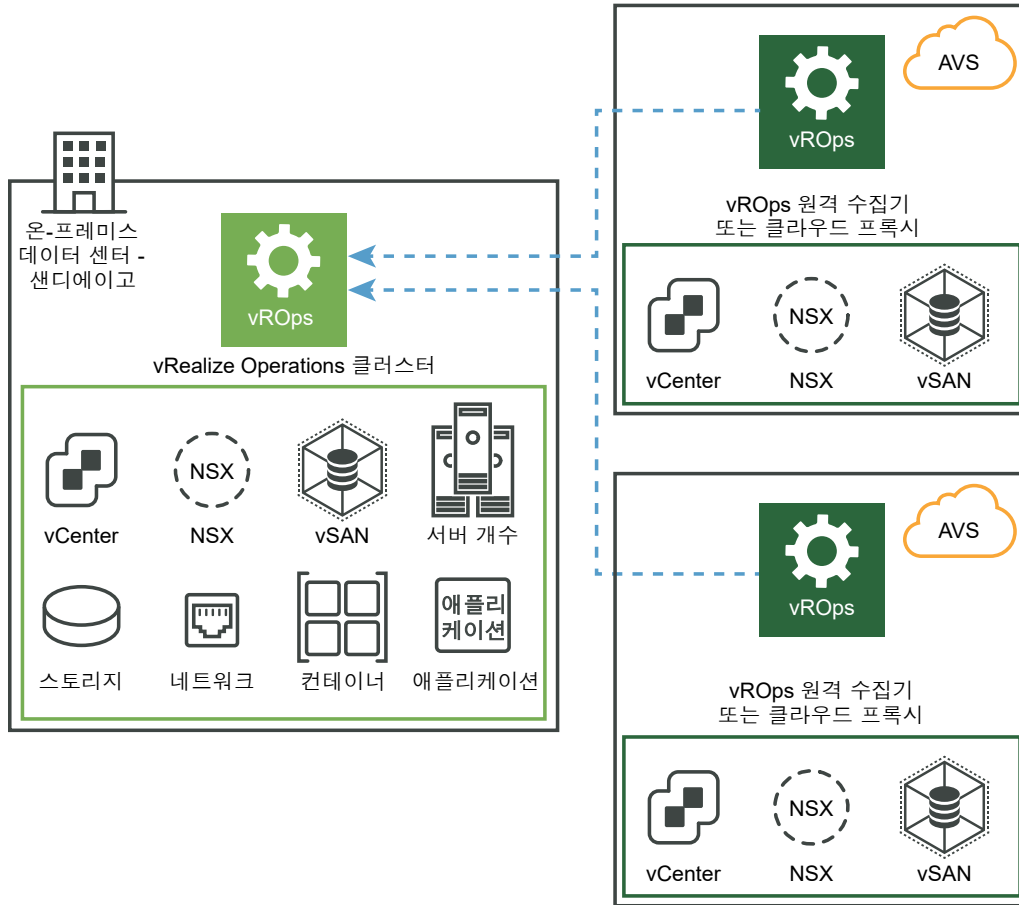 온-프레미스
데이터 센터 -
샌디에이고
vROps
vRealize Operations 클러스터
NSX
vCenter
NSX
vSAN
서버 개수
애플리
케이션
스토리지
네트워크
컨테이너
애플리케이션
AVS
vROps
vROps 원격 수집기
또는 클라우드 프록시
NSX
vCenter
NSX
vSAN
AVS
vROps
vROps 원격 수집기
또는 클라우드 프록시
NSX
vCenter
NSX
vSAN